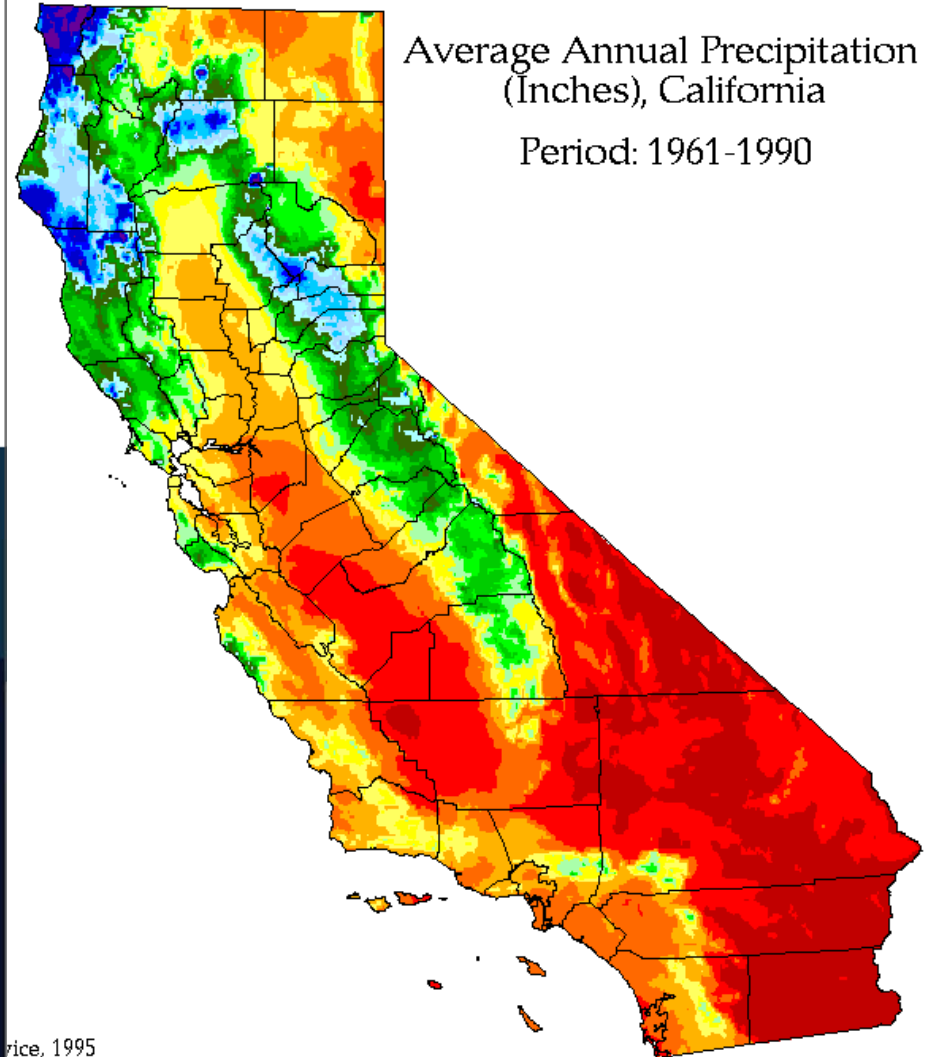 Average Annual Precipitation
(Inches), California
Period: 1961-1990
vice, 1995